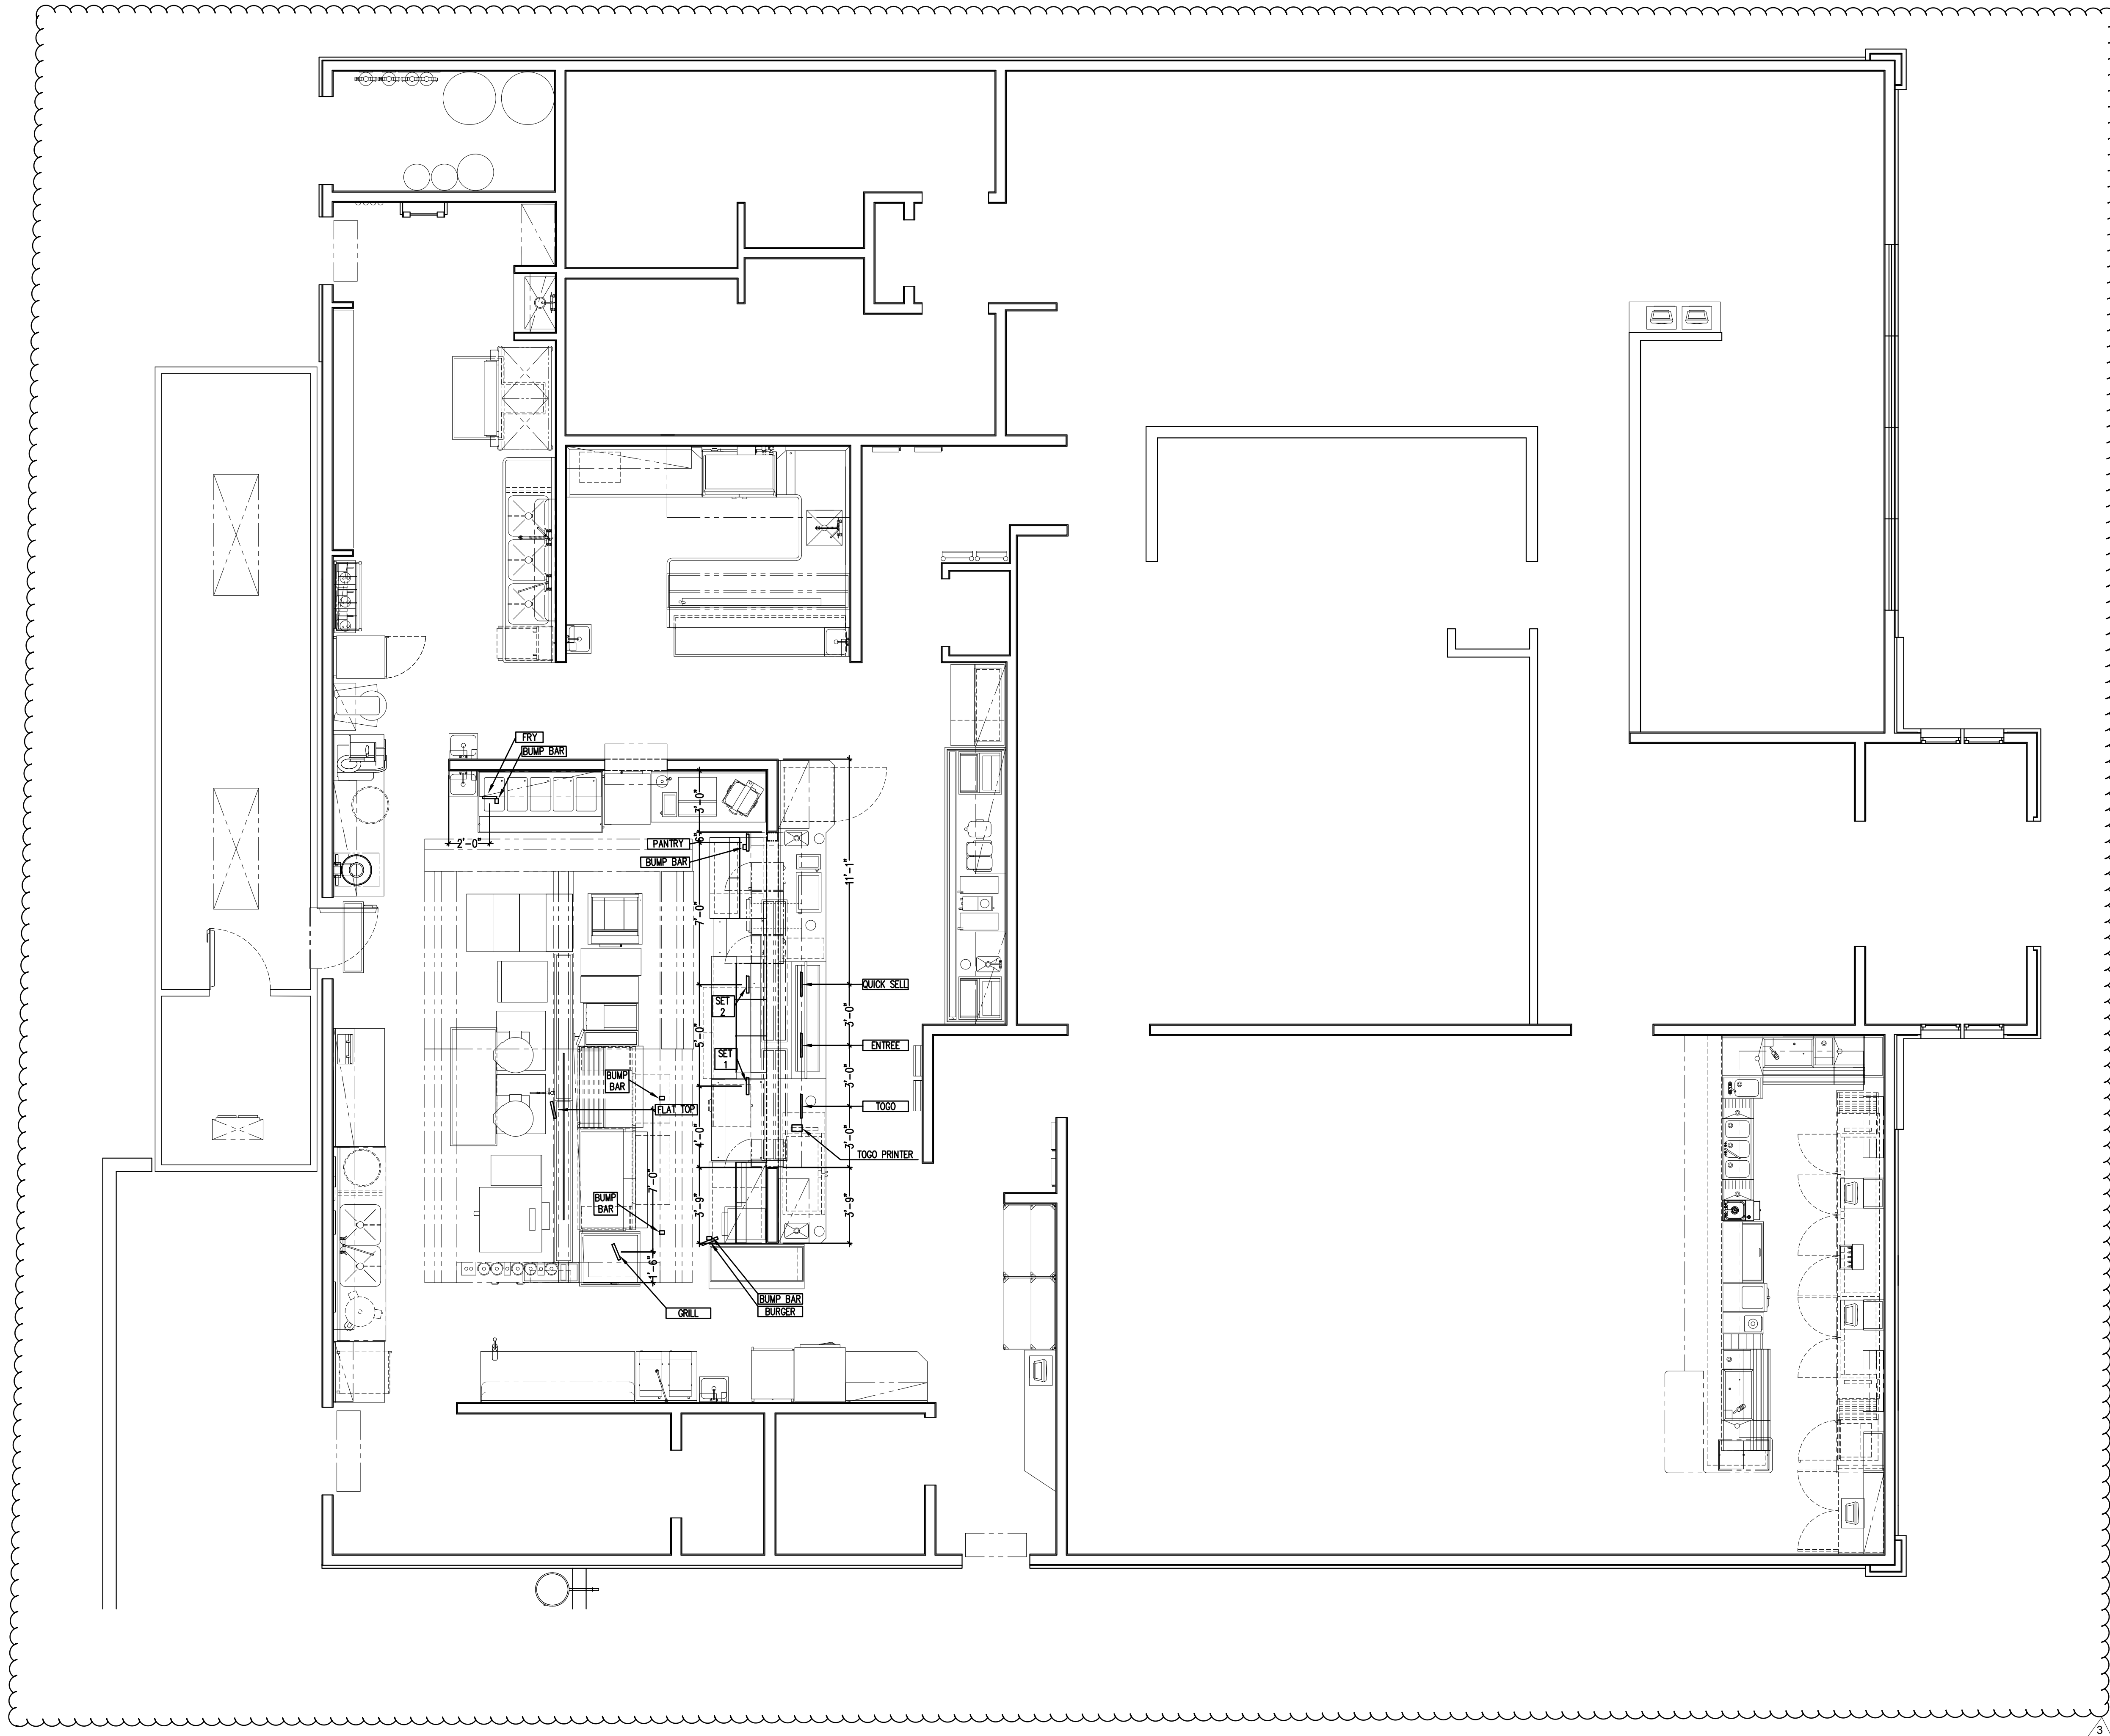 FRY
BUMP BAR
3'-0"
2'-0"
6"
PANTRY
BUMP BAR
11'-1"
7'-0"
QUICK SELL
SET
2
3'-0"
5'-0"
ENTREE
SET
1
3'-0"
BUMP
BAR
FLAT TOP
TOGO
4'-0"
3'-0"
TOGO PRINTER
7'-0"
BUMP
BAR
3'-9"
3'-9"
1'-6"
BUMP BAR
BURGER
GRILL
3